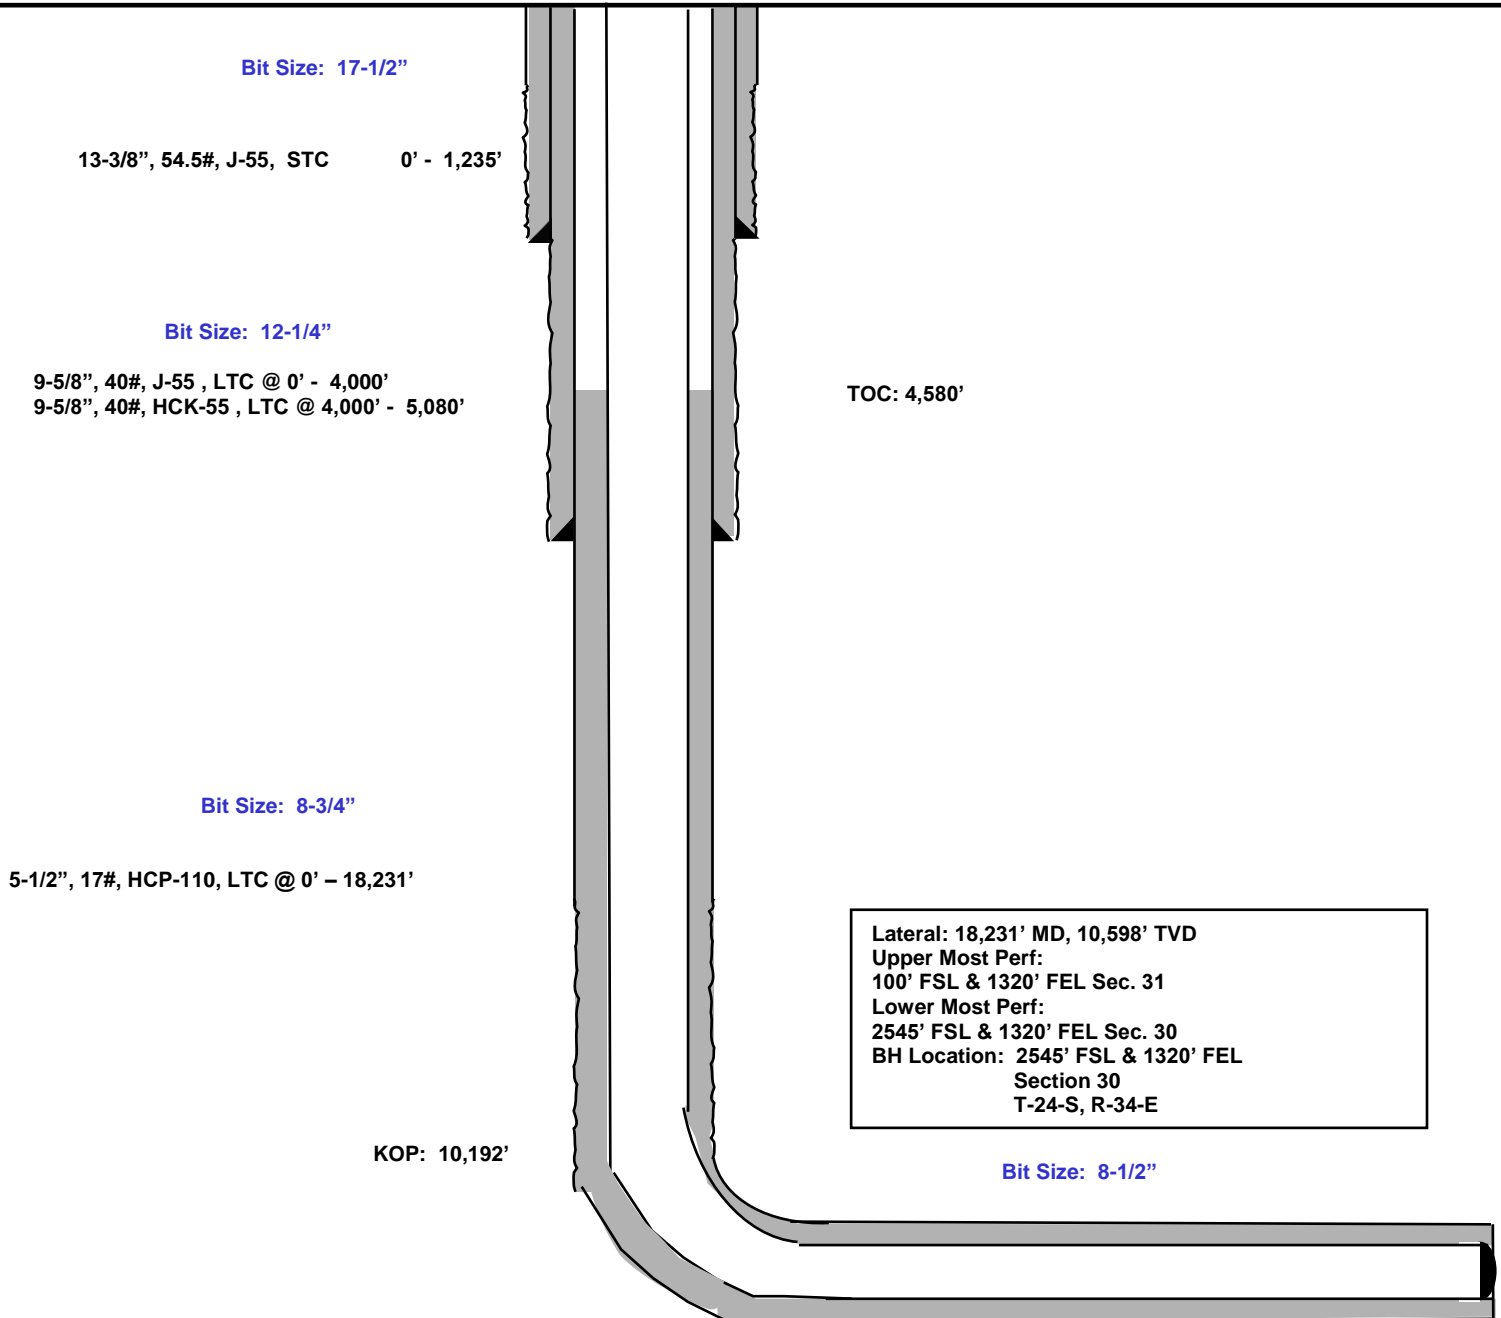 Bit Size: 17-1/2”
13-3/8”, 54.5#, J-55, STC 0’ - 1,235’
Bit Size: 12-1/4”
9-5/8”, 40#, J-55 , LTC @ 0’ - 4,000’
9-5/8”, 40#, HCK-55 , LTC @ 4,000’ - 5,080’
TOC: 4,580’
Bit Size: 8-3/4”
5-1/2”, 17#, HCP-110, LTC @ 0’ – 18,231’
Lateral: 18,231’ MD, 10,598’ TVD
Upper Most Perf:
100’ FSL & 1320’ FEL Sec. 31
Lower Most Perf:
2545’ FSL & 1320’ FEL Sec. 30
BH Location: 2545’ FSL & 1320’ FEL
Section 30
T-24-S, R-34-E
KOP: 10,192’
Bit Size: 8-1/2”